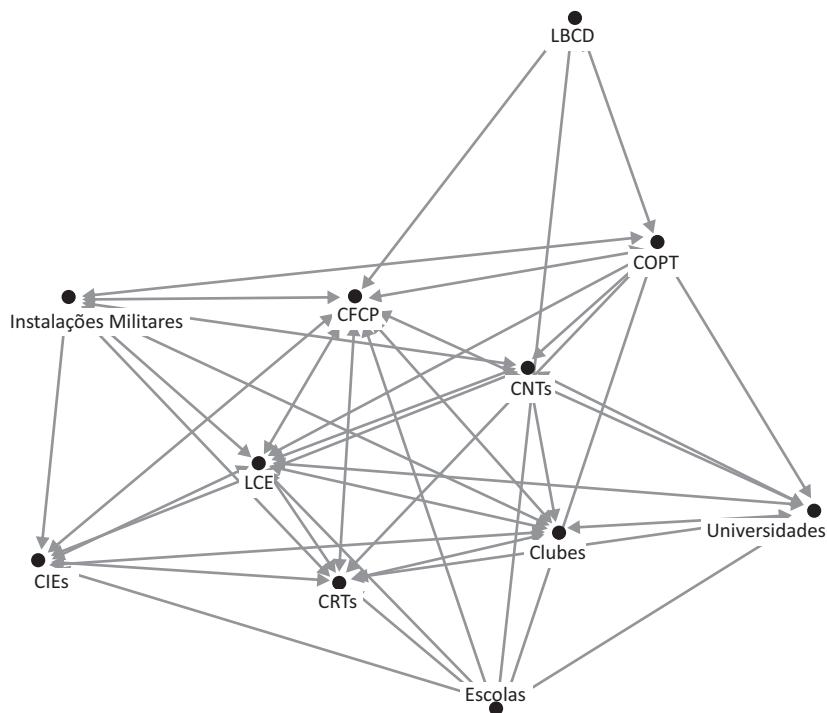 LBCD
COPT
CFCP
Instalações Militares
CNTs
LCE
Universidades
Clubes
CIEs
CRTs
Escolas